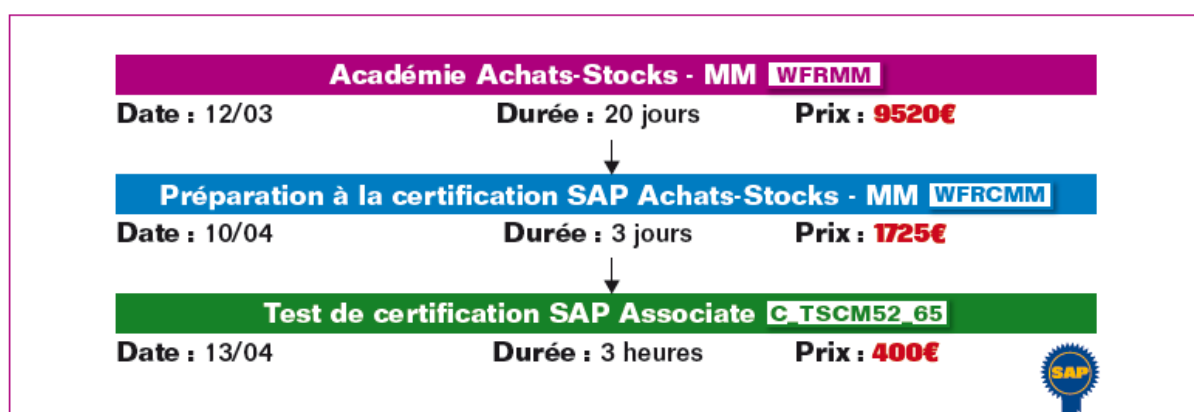 Académie Achats-Stocks - MM WFRMM
Date : 12/03 Durée : 20 jours Prix : 9520€
Préparation à la certification SAP Achats-Stocks - MM WFRCMM
Date : 10/04 Durée : 3 jours Prix : 1725€
Test de certification SAP Associate C_TSCM52_65
Date : 13/04 Durée : 3 heures Prix : 400€
SAP